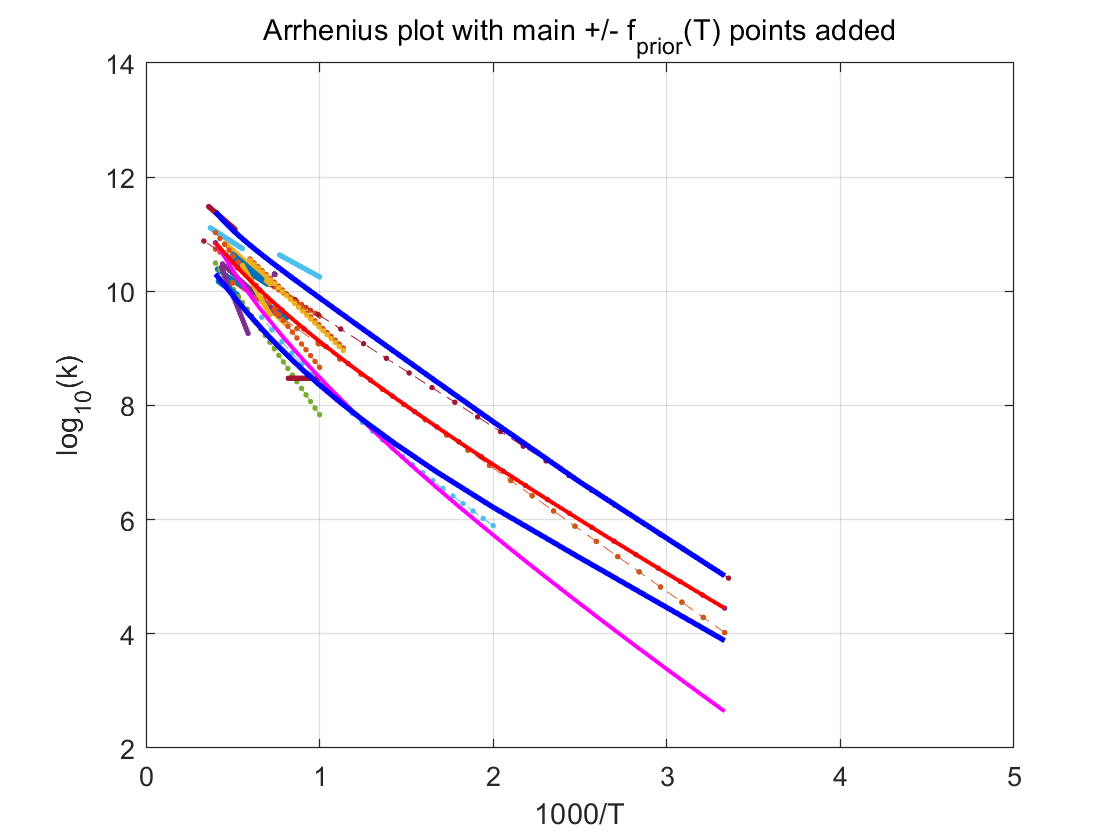 Arrhenius plot with main +/- f_prior(T) points added
14
12
10
8
6
4
2
log_10(k)
0 1 2 3 4 5
1000/T